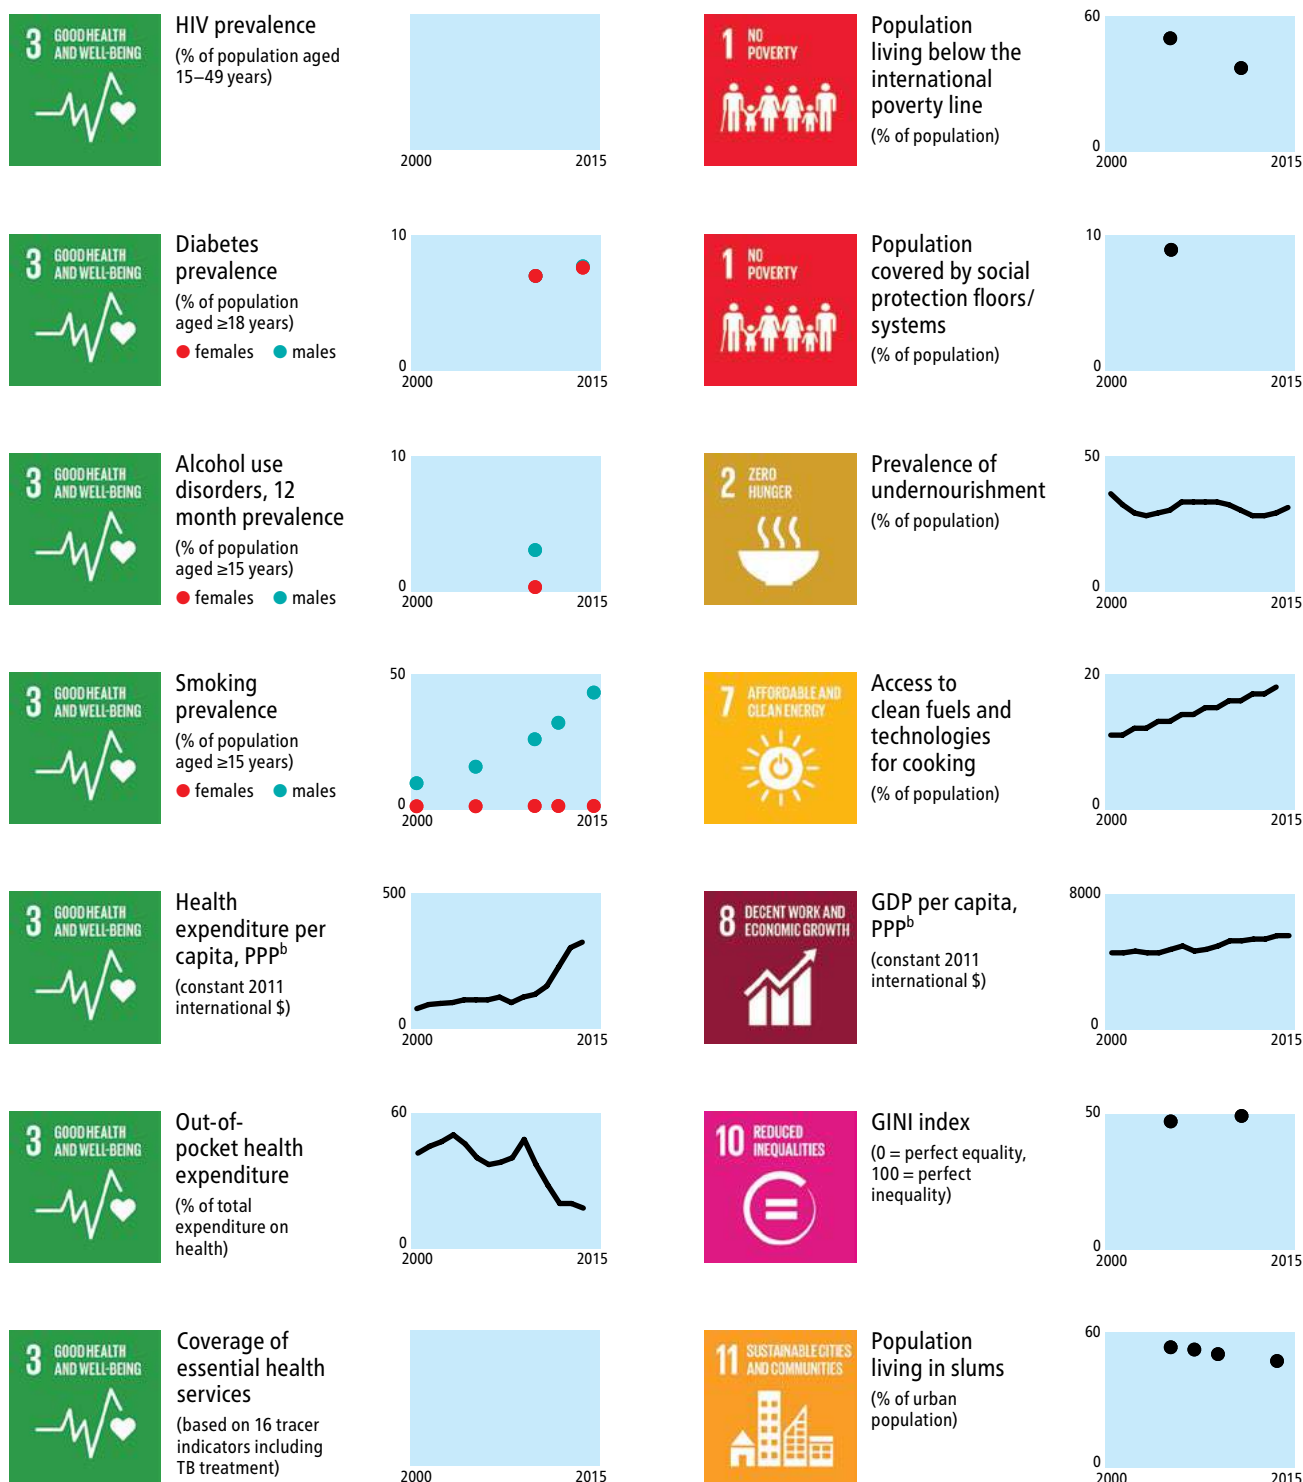 3 GOOD HEALTH
AND WELL-BEING
HIV prevalence
(% of population aged
15–49 years)
2000 2015
3 GOOD HEALTH
AND WELL-BEING
Diabetes
prevalence
(% of population
aged ≥18 years)
females males
10
0
2000 2015
3 GOOD HEALTH
AND WELL-BEING
Alcohol use
disorders, 12
month prevalence
(% of population
aged ≥15 years)
females males
10
0
2000 2015
3 GOOD HEALTH
AND WELL-BEING
Smoking
prevalence
(% of population
aged ≥15 years)
females males
50
0
2000 2015
3 GOOD HEALTH
AND WELL-BEING
Health
expenditure per
capita, PPPb
(constant 2011
international $)
500
0
2000 2015
3 GOOD HEALTH
AND WELL-BEING
Out-of-
pocket health
expenditure
(% of total
expenditure on
health)
60
0
2000 2015
3 GOOD HEALTH
AND WELL-BEING
Coverage of
essential health
services
(based on 16 tracer
indicators including
TB treatment)
2000 2015
1 NO
POVERTY
Population
living below the
international
poverty line
(% of population)
60
0
2000 2015
1 NO
POVERTY
Population
covered by social
protection floors/
systems
(% of population)
10
0
2000 2015
2 ZERO
HUNGER
Prevalence of
undernourishment
(% of population)
50
0
2000 2015
7 AFFORDABLE AND
CLEAN ENERGY
Access to
clean fuels and
technologies
for cooking
(% of population)
20
0
2000 2015
8 DECENT WORK AND
ECONOMIC GROWTH
GDP per capita,
PPPb
(constant 2011
international $)
8000
0
2000 2015
10 REDUCED
INEQUALITIES
GINI index
(0 = perfect equality,
100 = perfect
inequality)
50
0
2000 2015
11 SUSTAINABLE CITIES
AND COMMUNITIES
Population
living in slums
(% of urban
population)
60
0
2000 2015